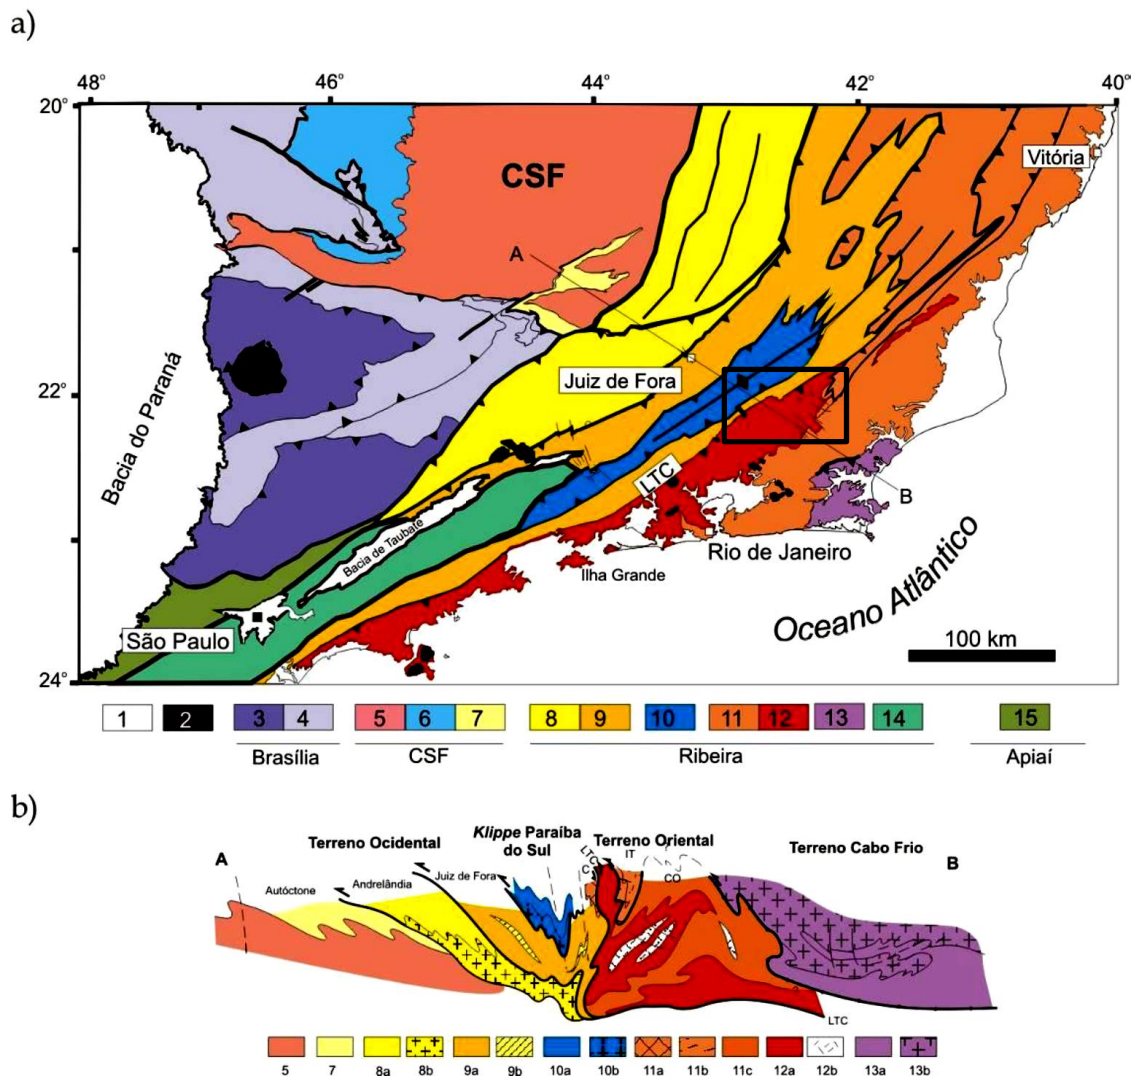 a)
48° 46° 44° 42° 40°
20°
Vitória
CSF
A
Juiz de Fora
22°
Bacia do Paraná
LTC
B
Bacia de Taubaté
Rio de Janeiro
Ilha Grande
Oceano Atlântico
São Paulo
100 km
24°
1 2 3 4 5 6 7 8 9 10 11 12 13 14 15
Brasília CSF Ribeira Apiaí
b)
Klippe Paraíba
do Sul
Terreno Ocidental
Terreno Oriental
Terreno Cabo Frio
A
B
LTC
C
IT
CO
Juiz de Fora
Andrelândia
Autóctone
LTC
5 7 8a 8b 9a 9b 10a 10b 11a 11b 11c 12a 12b 13a 13b